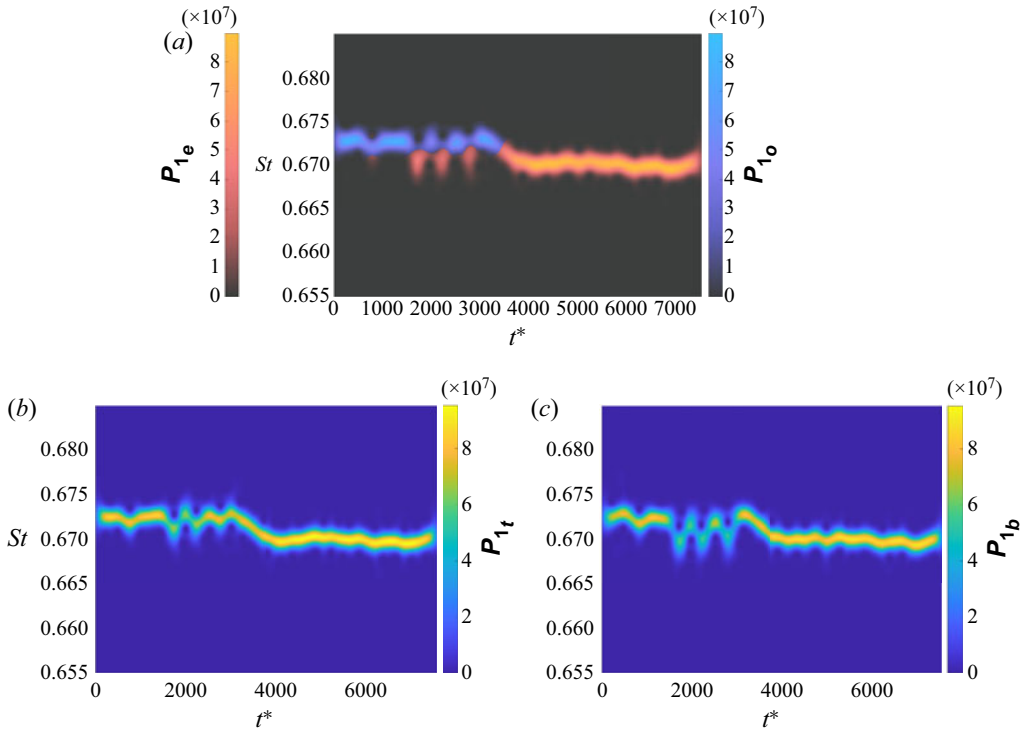 (×10⁷) (×10⁷)
(a)
8 0.680 8
7 7
0.675
6 6
P₁ₑ 5 St 0.670 5 P₁ₒ
4 4
0.665
3 3
2 0.660 2
1 1
0 0.655 0
0 1000 2000 3000 4000 5000 6000 7000
t*
(×10⁷) (×10⁷)
(b) (c)
0.680 8 0.680 8
0.675 6 0.675 6
St 0.670 P₁ₜ 0.670 P₁b
0.665 4 0.665 4
0.660 2 0.660 2
0.655 0 0.655 0
0 2000 4000 6000 0 2000 4000 6000
t* t*